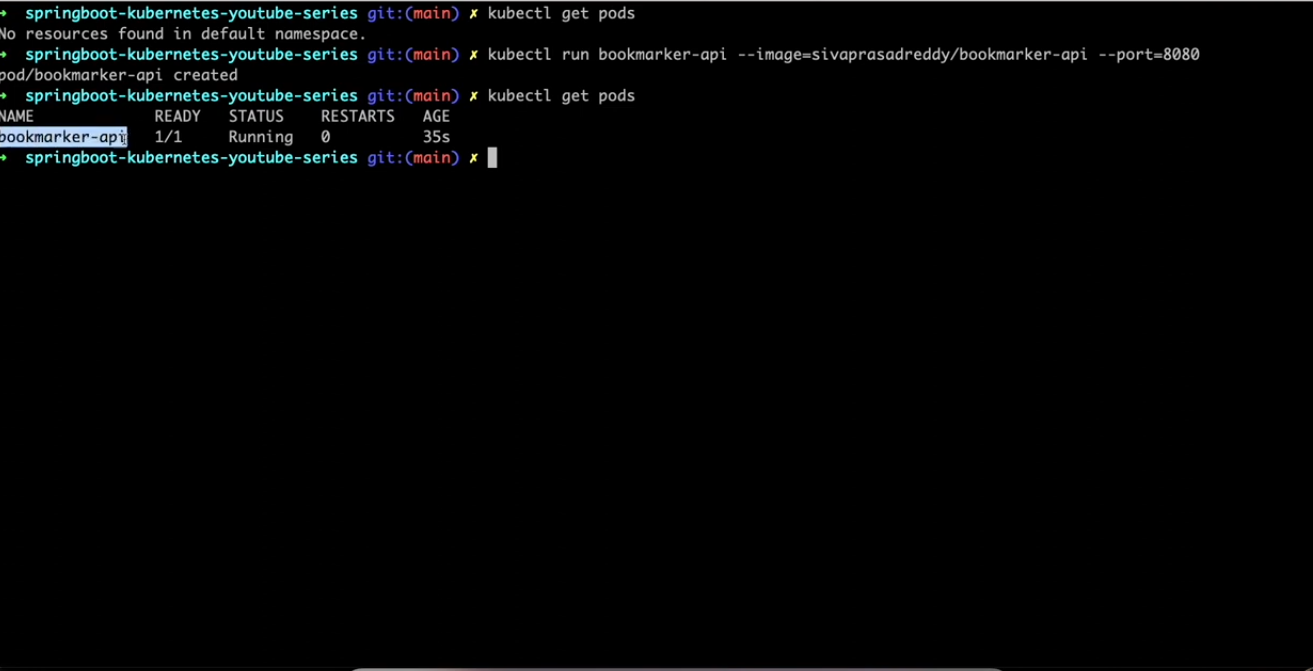 ➜ springboot-kubernetes-youtube-series git:(main) ✗ kubectl get pods
No resources found in default namespace.
➜ springboot-kubernetes-youtube-series git:(main) ✗ kubectl run bookmarker-api --image=sivaprasadreddy/bookmarker-api --port=8080
pod/bookmarker-api created
➜ springboot-kubernetes-youtube-series git:(main) ✗ kubectl get pods
NAME READY STATUS RESTARTS AGE
bookmarker-api 1/1 Running 0 35s
➜ springboot-kubernetes-youtube-series git:(main) ✗